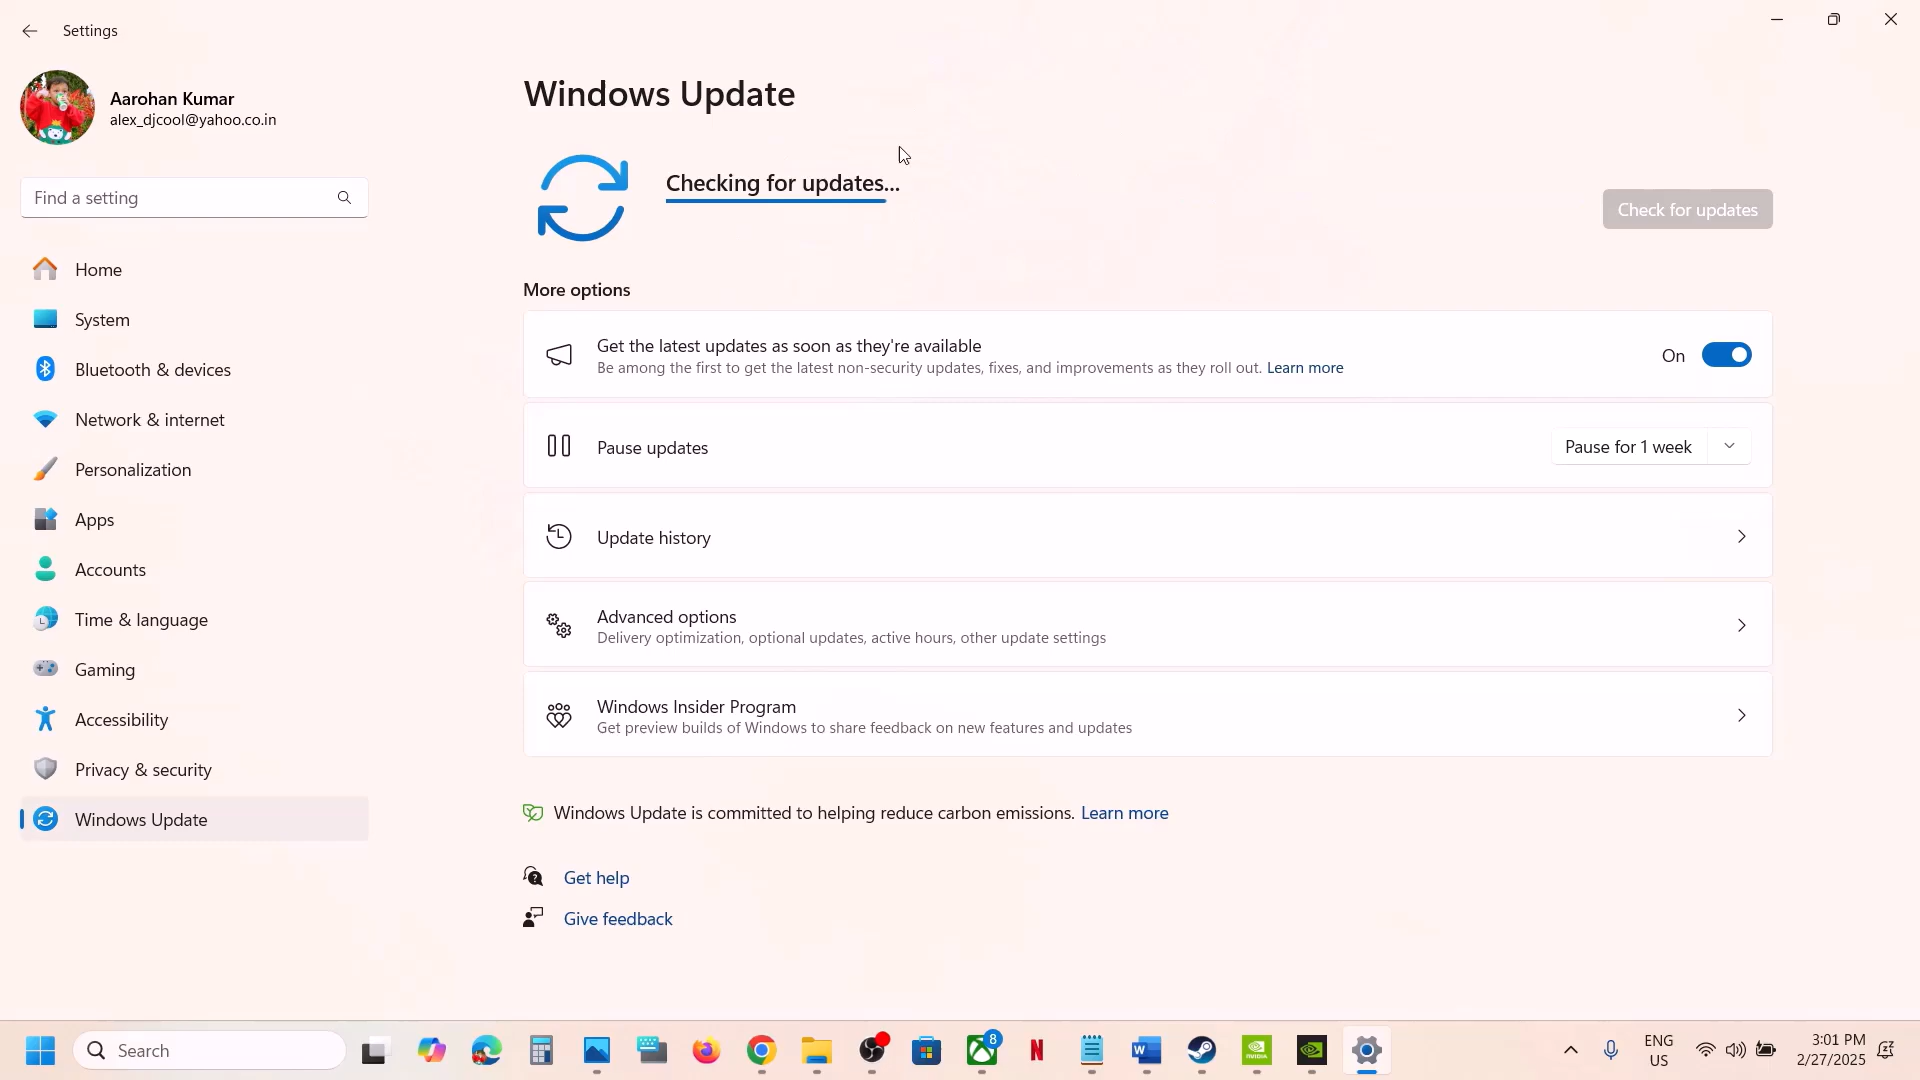 Settings
Aarohan Kumar
alex_djcool@yahoo.co.in
Find a setting
Home
System
Bluetooth & devices
Network & internet
Personalization
Apps
Accounts
Time & language
Gaming
Accessibility
Privacy & security
Windows Update
Windows Update
Checking for updates...
Check for updates
More options
Get the latest updates as soon as they're available
Be among the first to get the latest non-security updates, fixes, and improvements as they roll out. Learn more
On
Pause updates
Pause for 1 week
Update history
Advanced options
Delivery optimization, optional updates, active hours, other update settings
Windows Insider Program
Get preview builds of Windows to share feedback on new features and updates
Windows Update is committed to helping reduce carbon emissions. Learn more
Get help
Give feedback
Search
8
ENG
US
3:01 PM
2/27/2025